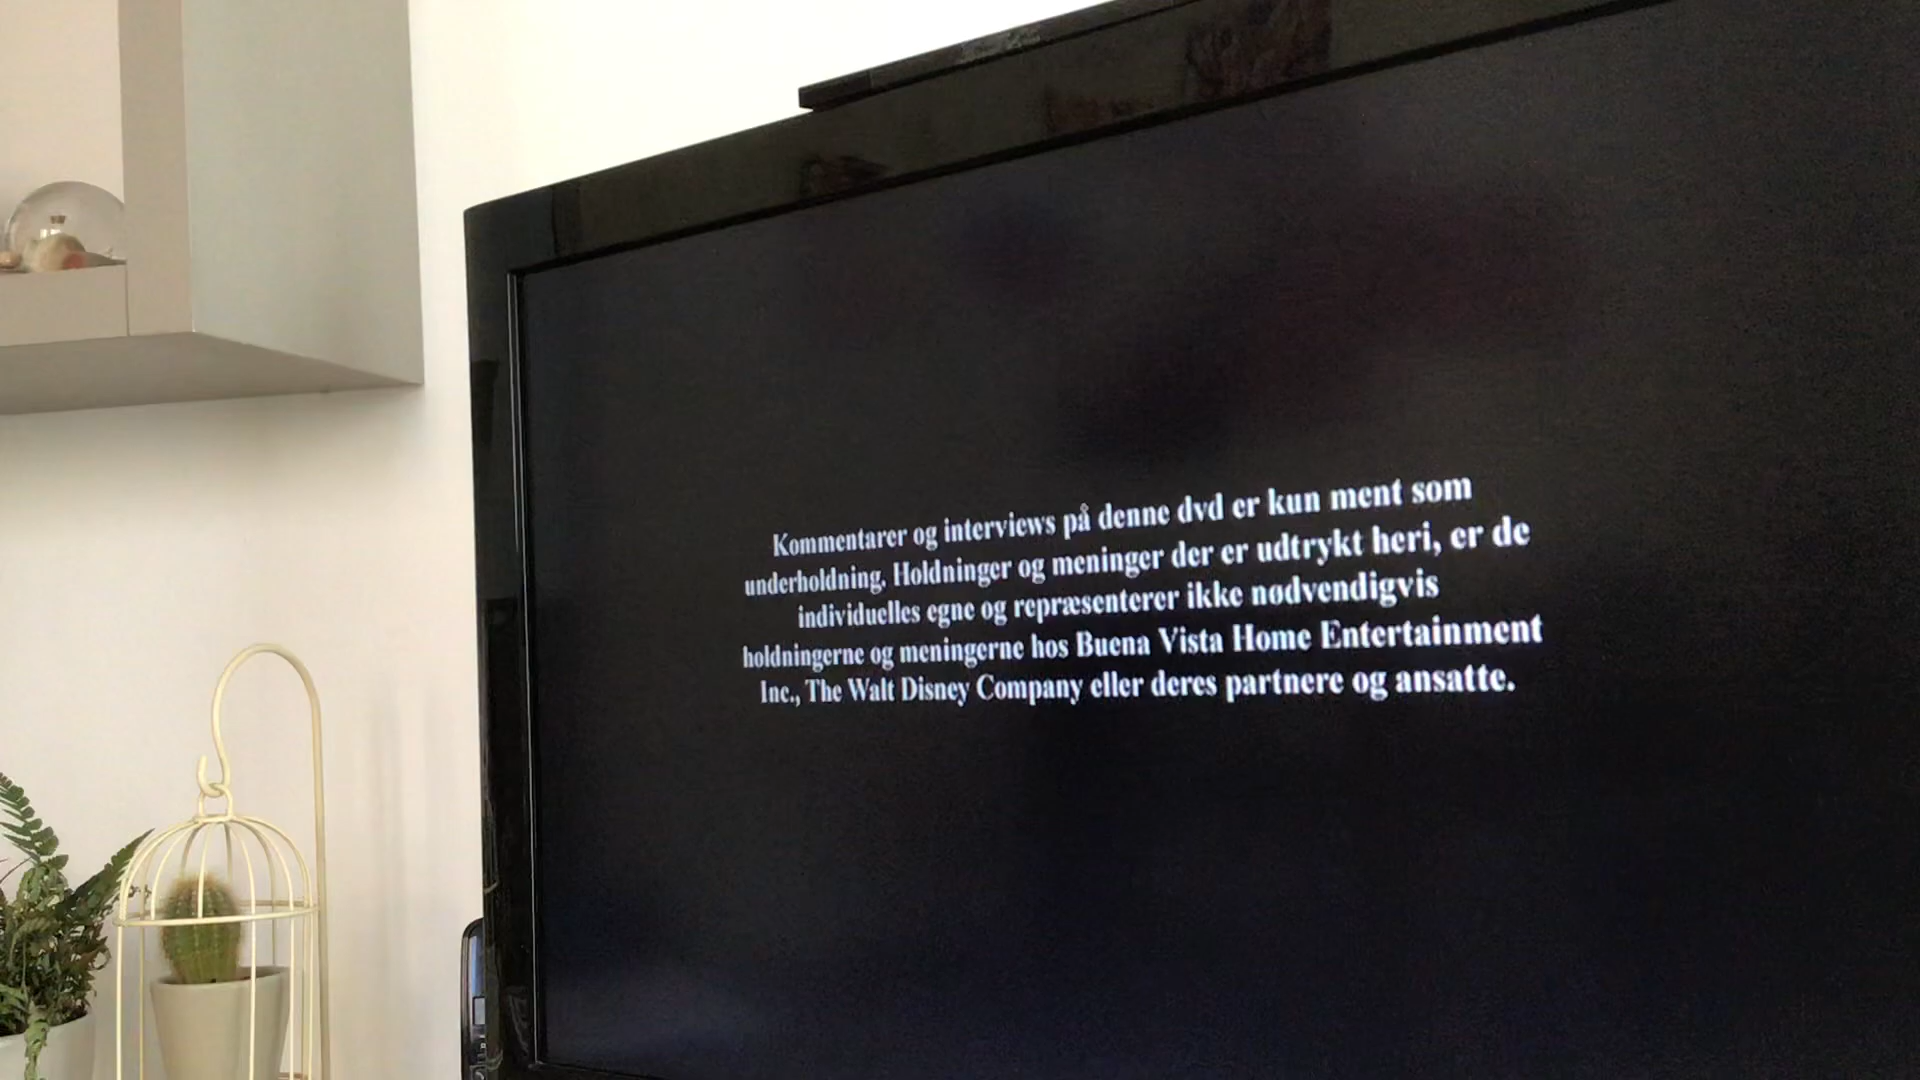 Kommentarer og interviews på denne dvd er kun ment som
underholdning. Holdninger og meninger der er udtrykt heri, er de
individuelles egne og repræsenterer ikke nødvendigvis
holdningerne og meningerne hos Buena Vista Home Entertainment
Inc., The Walt Disney Company eller deres partnere og ansatte.